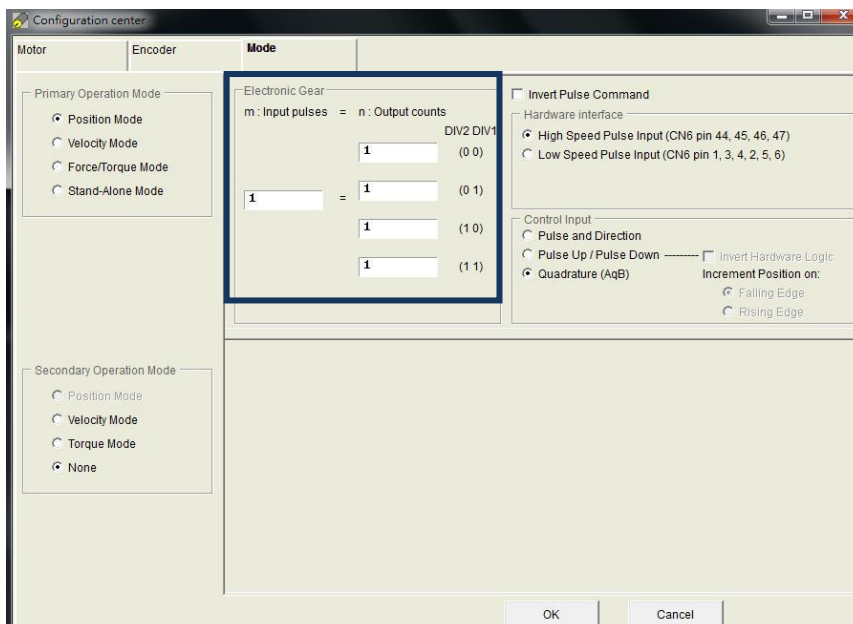 Configuration center
Motor Encoder Mode
Primary Operation Mode
Position Mode
Velocity Mode
Force/Torque Mode
Stand-Alone Mode
Electronic Gear
m : Input pulses = n : Output counts
DIV2 DIV1
1 (0 0)
1 = 1 (0 1)
1 (1 0)
1 (1 1)
Invert Pulse Command
Hardware interface
High Speed Pulse Input (CN6 pin 44, 45, 46, 47)
Low Speed Pulse Input (CN6 pin 1, 3, 4, 2, 5, 6)
Control Input
Pulse and Direction
Pulse Up / Pulse Down --------- Invert Hardware Logic
Quadrature (AqB) Increment Position on:
Falling Edge
Rising Edge
Secondary Operation Mode
Position Mode
Velocity Mode
Torque Mode
None
OK Cancel